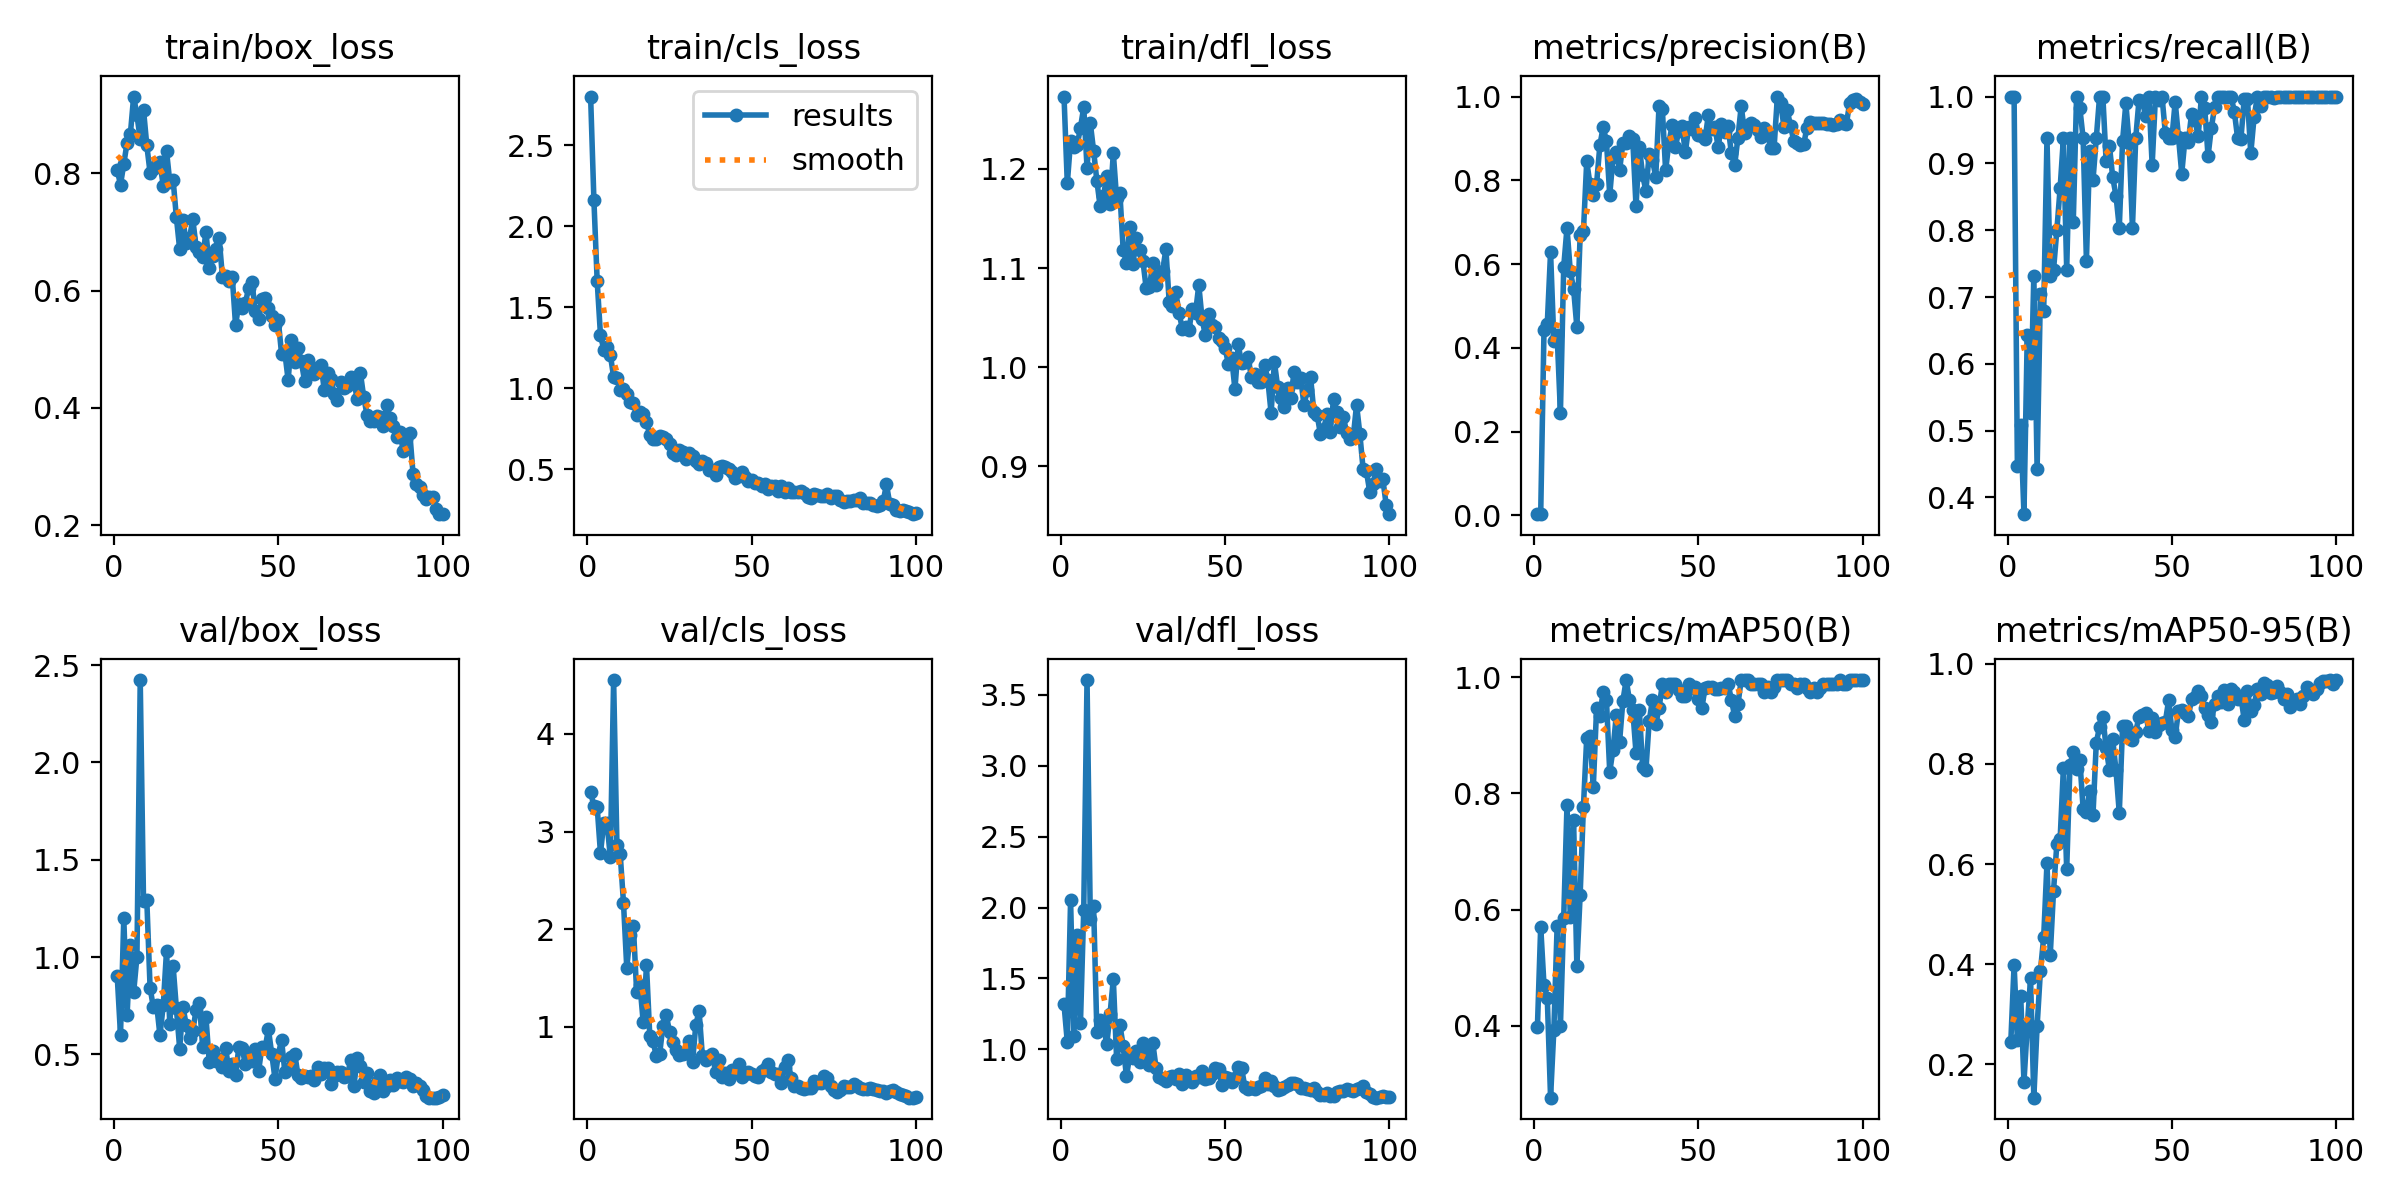 train/box_loss
0.8
0.6
0.4
0.2
0 50 100
train/cls_loss
results
smooth
2.5
2.0
1.5
1.0
0.5
0 50 100
train/dfl_loss
1.2
1.1
1.0
0.9
0 50 100
metrics/precision(B)
1.0
0.8
0.6
0.4
0.2
0.0
0 50 100
metrics/recall(B)
1.0
0.9
0.8
0.7
0.6
0.5
0.4
0 50 100
val/box_loss
2.5
2.0
1.5
1.0
0.5
0 50 100
val/cls_loss
4
3
2
1
0 50 100
val/dfl_loss
3.5
3.0
2.5
2.0
1.5
1.0
0 50 100
metrics/mAP50(B)
1.0
0.8
0.6
0.4
0 50 100
metrics/mAP50-95(B)
1.0
0.8
0.6
0.4
0.2
0 50 100